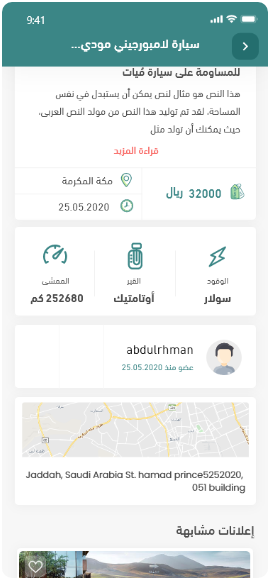 9:41
سيارة لامبورجيني مودي...
للمساومة على سيارة مُيات
هذا النص هو مثال لنص يمكن أن يستبدل في نفس
المساحة، لقد تم توليد هذا النص من مولد النص العربى،
حيث يمكنك أن تولد مثل
قراءة المزيد
مكة المكرمة
32000 ريال
25.05.2020
الوقود
القير
الممشى
سولار
أوتامتيك
252680 كم
abdulrhman
عضو منذ 25.05.2020
Jaddah, Saudi Arabia St. hamad prince5252020,
051 building
إعلانات مشابهة